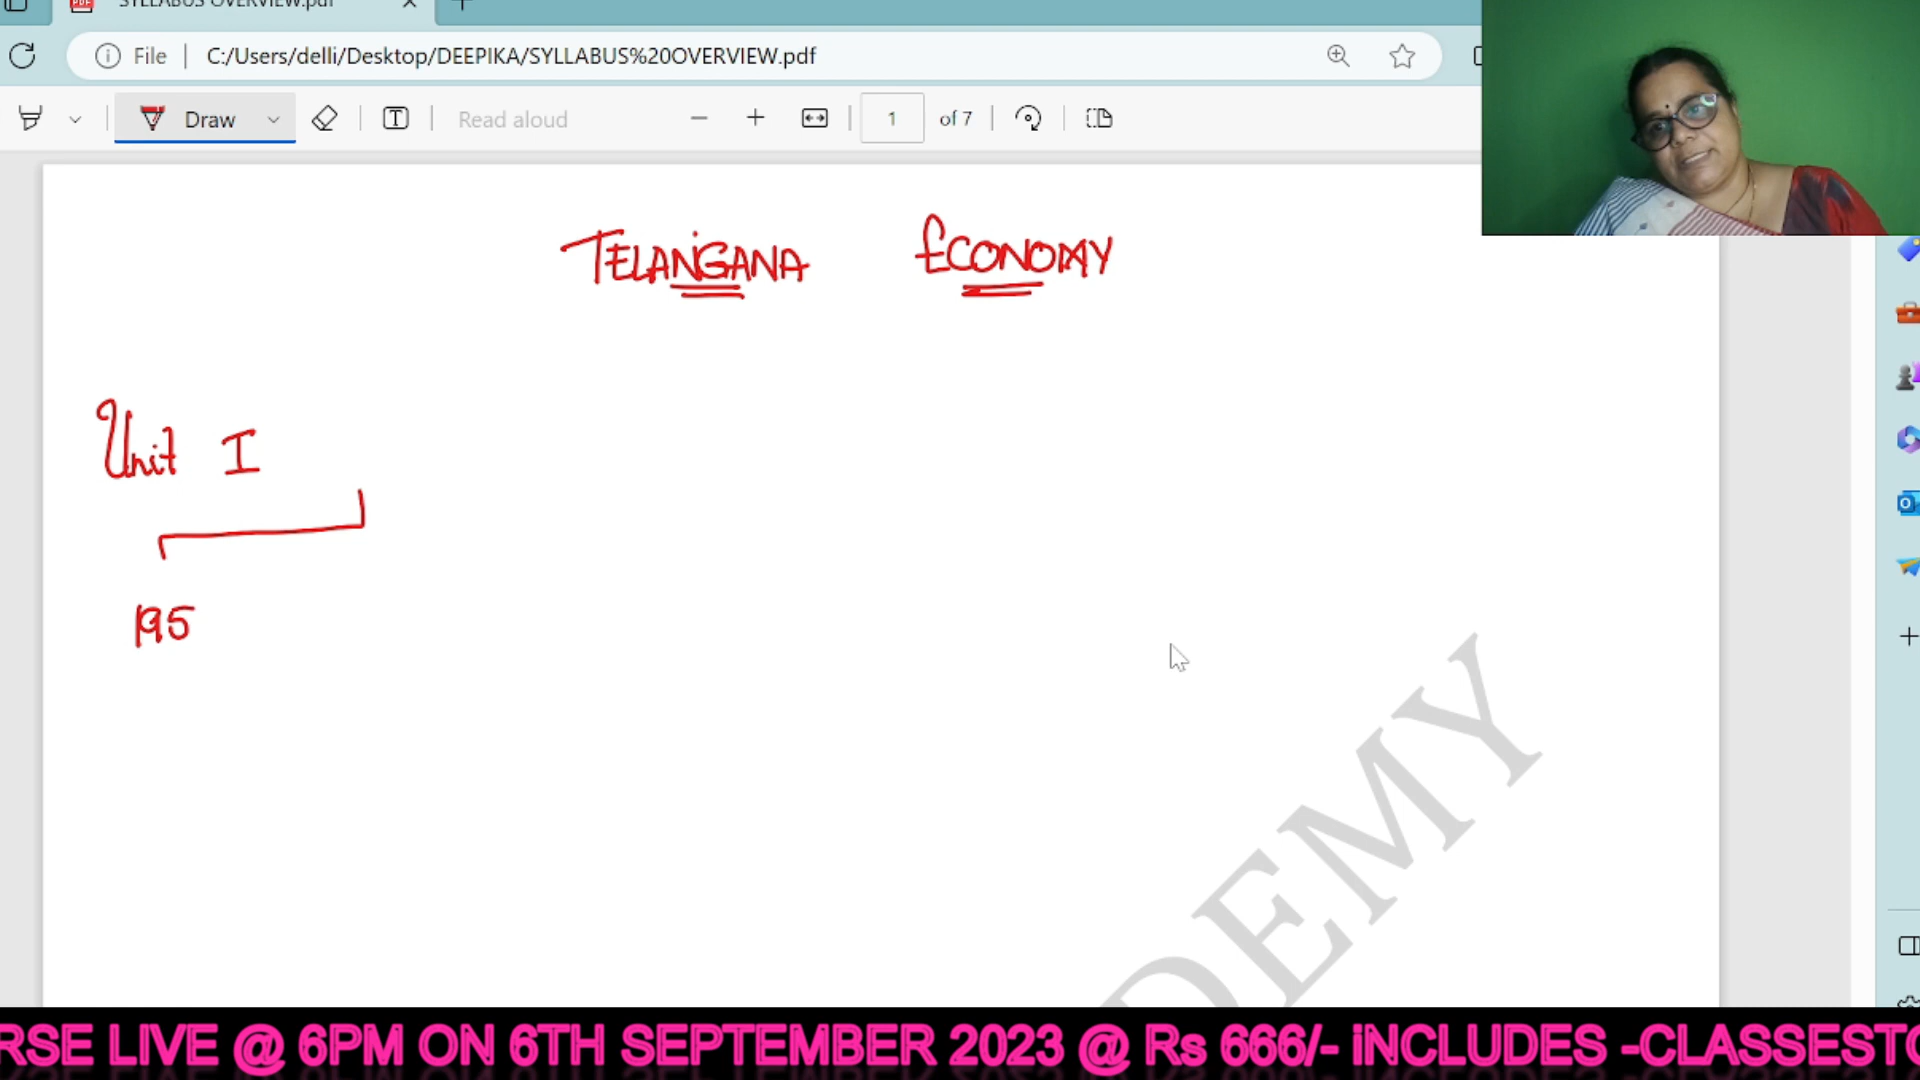 SYLLABUS OVERVIEW.pdf
File | C:/Users/delli/Desktop/DEEPIKA/SYLLABUS%20OVERVIEW.pdf
Draw Read aloud 1 of 7
TELANGANA ECONOMY
Unit I
195
DEMY
RSE LIVE @ 6PM ON 6TH SEPTEMBER 2023 @ Rs 666/- iNCLUDES -CLASSESTO